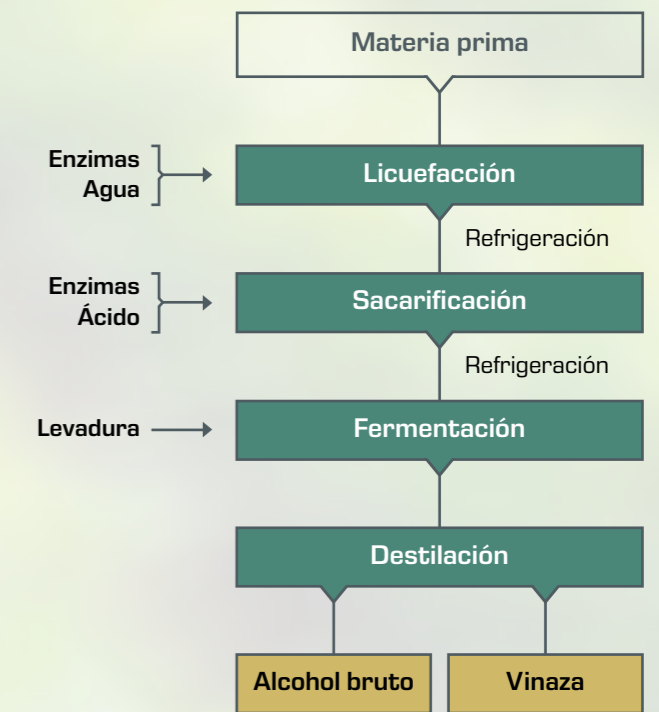 Materia prima
Enzimas
Agua
Licuefacción
Refrigeración
Enzimas
Ácido
Sacarificación
Refrigeración
Levadura
Fermentación
Destilación
Alcohol bruto
Vinaza